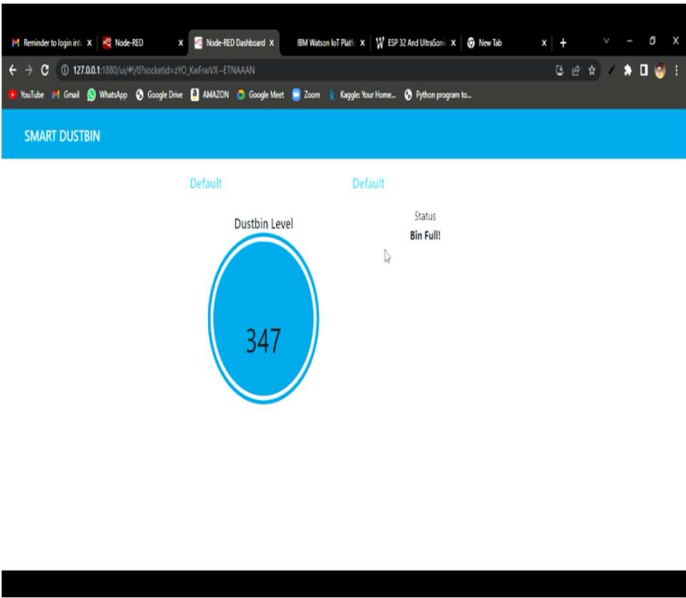 Reminder to login int
Node-RED
Node-RED Dashboard
IBM Watson IoT Platf
ESP 32 And UltraSoni
New Tab
127.0.0.1:1880/ui/#!/0?socketid=zYO_KwFrwVX--ETNAAAN
YouTube Gmail WhatsApp Google Drive AMAZON Google Meet Zoom Kaggle: Your Home... Python program to...
SMART DUSTBIN
Default
Default
Dustbin Level
Status
Bin Full!
347